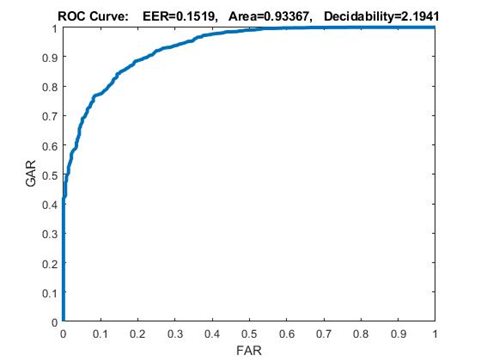 ROC Curve: EER=0.1519, Area=0.93367, Decidability=2.1941
1
0.9
0.8
0.7
0.6
0.5
0.4
0.3
0.2
0.1
0
GAR
0 0.1 0.2 0.3 0.4 0.5 0.6 0.7 0.8 0.9 1
FAR